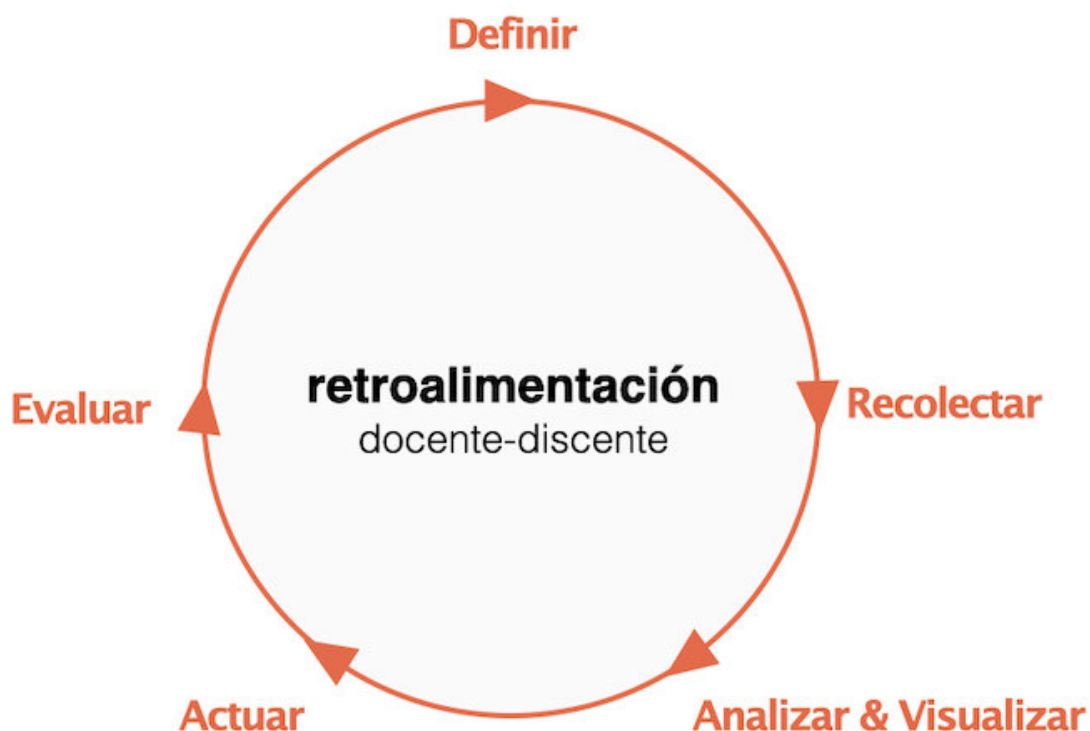 Definir
retroalimentación
docente-discente
Evaluar
Recolectar
Actuar
Analizar & Visualizar